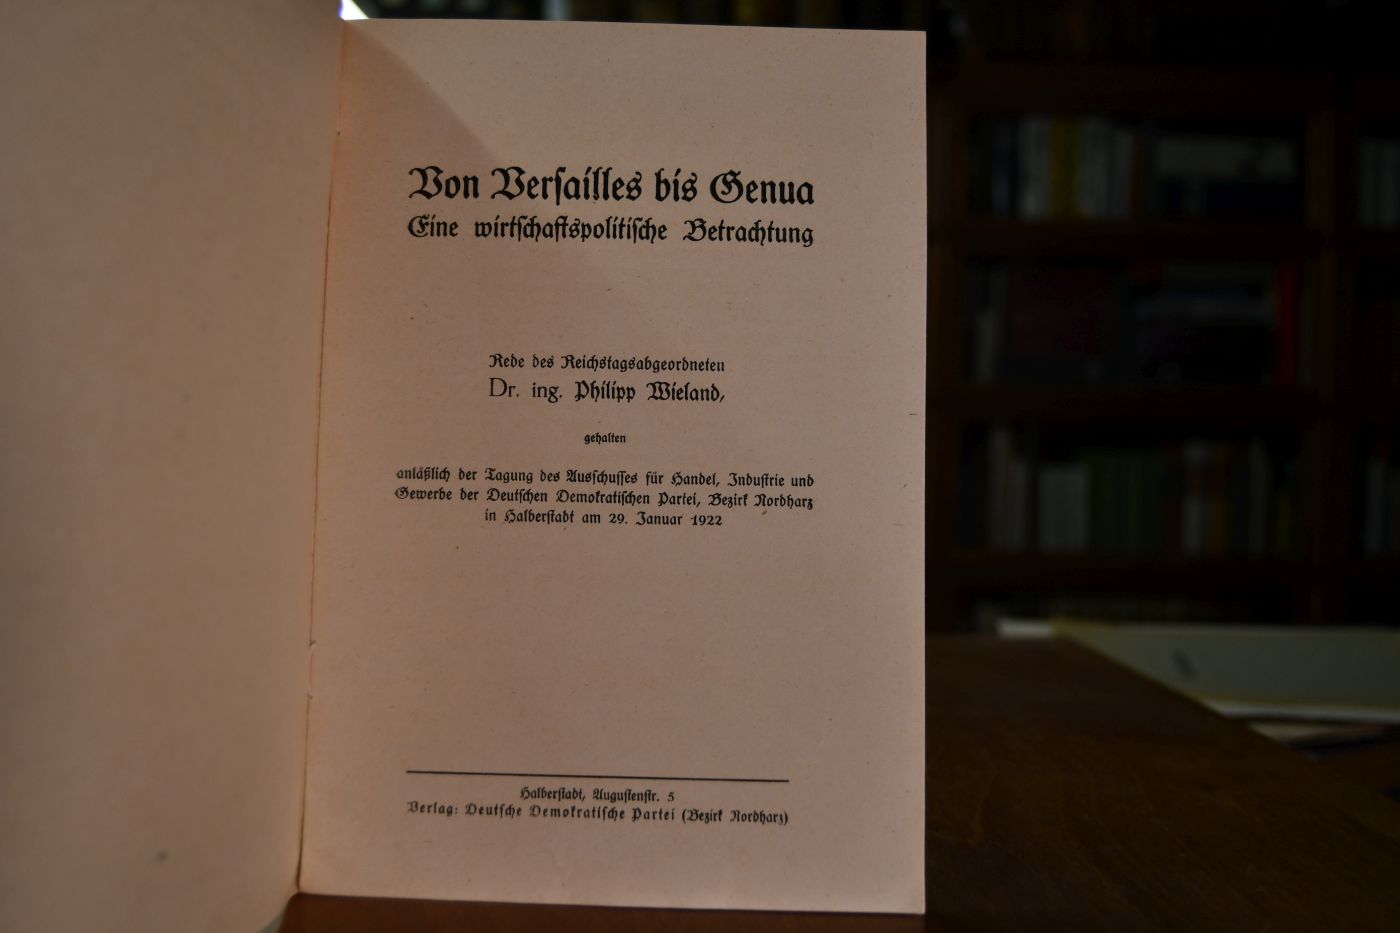 Von Verſailles bis Genua
Eine wirtſchaftspolitiſche Betrachtung
Rede des Reichstagsabgeordneten
Dr. ing. Philipp Wieland,
gehalten
anläßlich der Tagung des Ausſchuſſes für Handel, Induſtrie und
Gewerbe der Deutſchen Demokratiſchen Partei, Bezirk Nordharz
in Halberſtadt am 29. Januar 1922
Halberſtadt, Auguſtenſtr. 5
Verlag: Deutſche Demokratiſche Partei (Bezirk Nordharz)